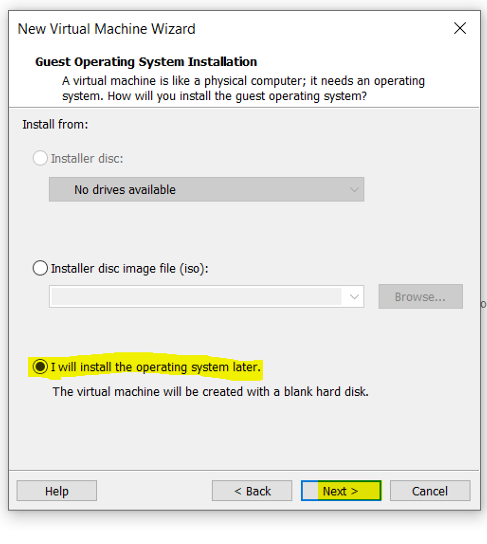 New Virtual Machine Wizard
Guest Operating System Installation
A virtual machine is like a physical computer; it needs an operating
system. How will you install the guest operating system?
Install from:
Installer disc:
No drives available
Installer disc image file (iso):
Browse...
I will install the operating system later.
The virtual machine will be created with a blank hard disk.
Help
< Back
Next >
Cancel